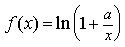 f(x) = ln(1 + a/x)